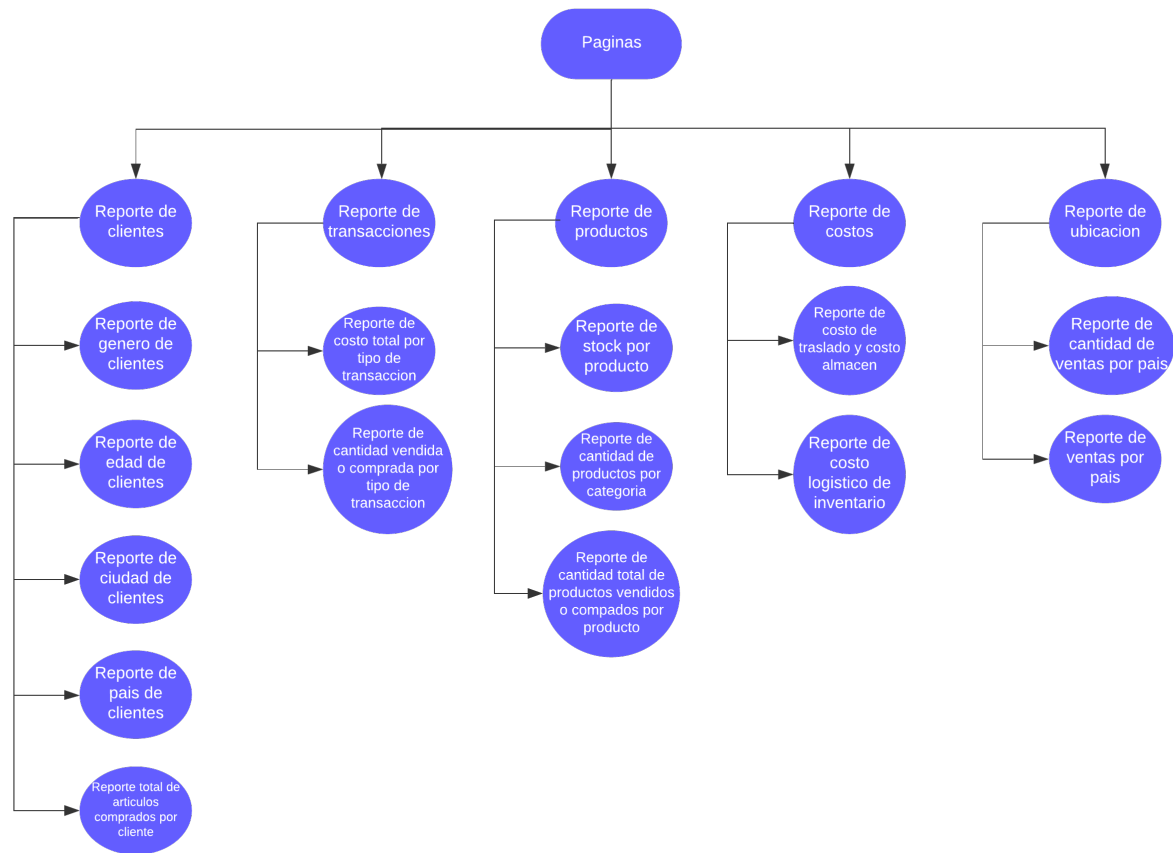 Paginas
Reporte de
clientes
Reporte de
genero de
clientes
Reporte de
edad de
clientes
Reporte de
ciudad de
clientes
Reporte de
pais de
clientes
Reporte total de
articulos
comprados por
cliente
Reporte de
transacciones
Reporte de
costo total por
tipo de
transaccion
Reporte de
cantidad vendida
o comprada por
tipo de
transaccion
Reporte de
productos
Reporte de
stock por
producto
Reporte de
cantidad de
productos por
categoria
Reporte de
cantidad total de
productos vendidos
o compados por
producto
Reporte de
costos
Reporte de
costo de
traslado y costo
almacen
Reporte de
costo
logistico de
inventario
Reporte de
ubicacion
Reporte de
cantidad de
ventas por pais
Reporte de
ventas por
pais